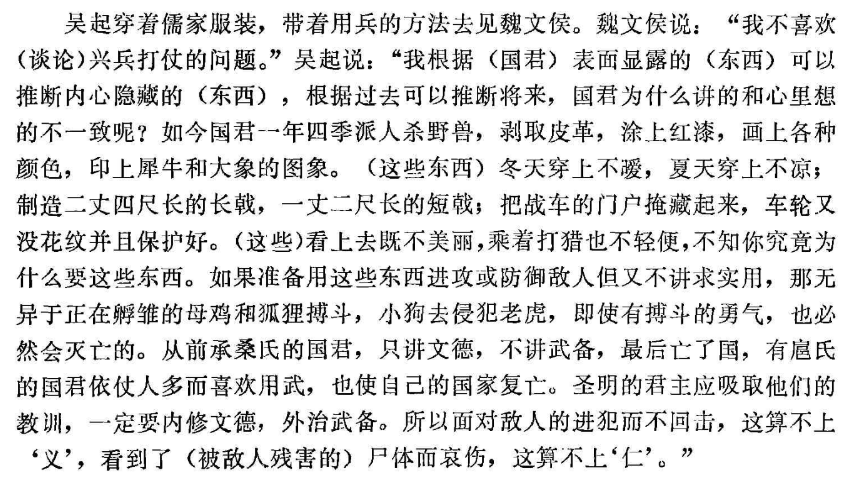 吴起穿着儒家服装，带着用兵的方法去见魏文侯。魏文侯说：“我不喜欢
(谈论)兴兵打仗的问题。”吴起说：“我根据（国君）表面显露的（东西）可以
推断内心隐藏的（东西），根据过去可以推断将来，国君为什么讲的和心里想
的不一致呢？如今国君一年四季派人杀野兽，剥取皮革，涂上红漆，画上各种
颜色，印上犀牛和大象的图象。（这些东西）冬天穿上不暖，夏天穿上不凉；
制造二丈四尺长的长戟，一丈二尺长的短戟；把战车的门户掩藏起来，车轮又
没花纹并且保护好。(这些)看上去既不美丽，乘着打猎也不轻便，不知你究竟为
什么要这些东西。如果准备用这些东西进攻或防御敌人但又不讲求实用，那无
异于正在孵雏的母鸡和狐狸搏斗，小狗去侵犯老虎，即使有搏斗的勇气，也必
然会灭亡的。从前承桑氏的国君，只讲文德，不讲武备，最后亡了国，有扈氏
的国君依仗人多而喜欢用武，也使自己的国家复亡。圣明的君主应吸取他们的
教训，一定要内修文德，外治武备。所以面对敌人的进犯而不回击，这算不上
‘义’，看到了（被敌人残害的）尸体而哀伤，这算不上‘仁’。”